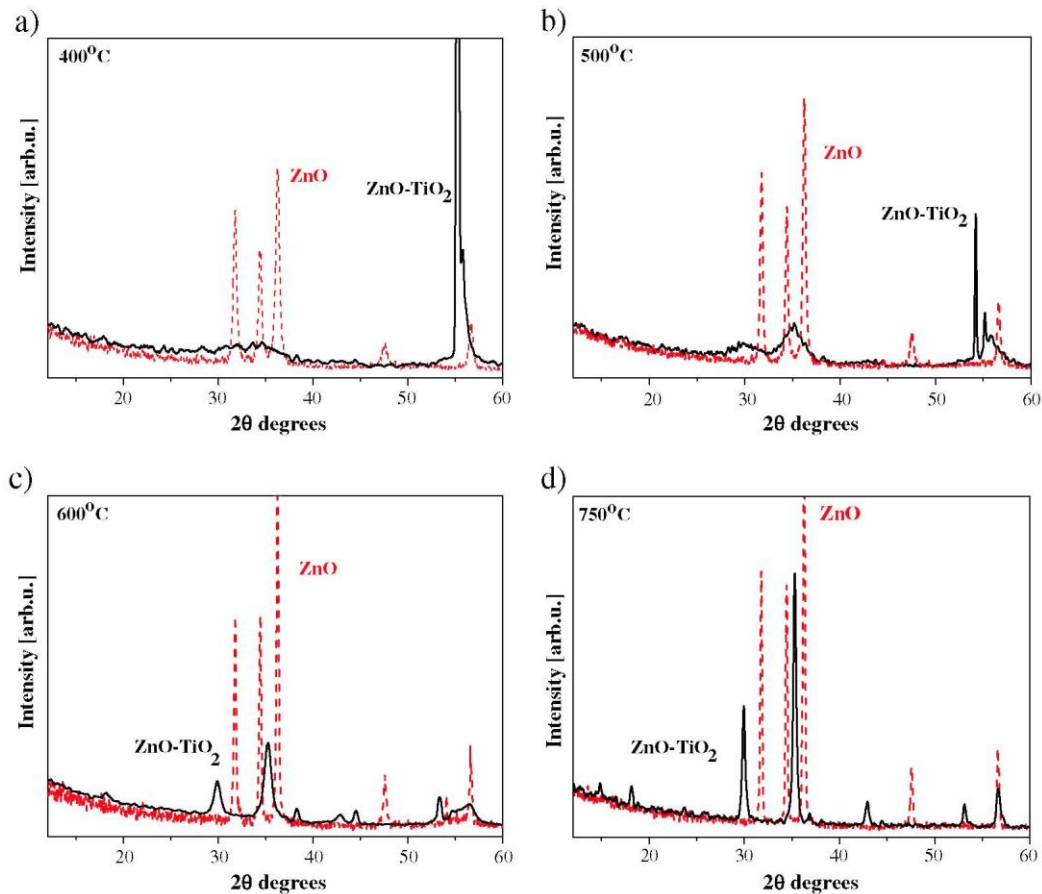 a)
400°C
ZnO
ZnO-TiO2
Intensity [arb.u.]
20 30 40 50 60
2θ degrees
b)
500°C
ZnO
ZnO-TiO2
Intensity [arb.u.]
20 30 40 50 60
2θ degrees
c)
600°C
ZnO
ZnO-TiO2
Intensity [arb.u.]
20 30 40 50 60
2θ degrees
d)
750°C
ZnO
ZnO-TiO2
Intensity [arb.u.]
20 30 40 50 60
2θ degrees